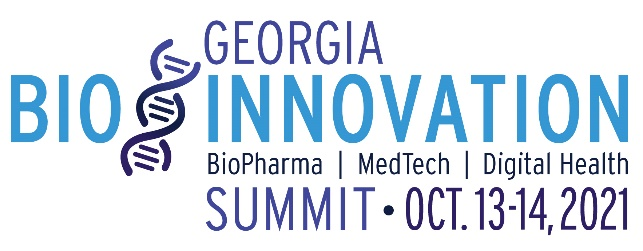 GEORGIA
BIO INNOVATION
BioPharma | MedTech | Digital Health
SUMMIT • OCT. 13-14, 2021